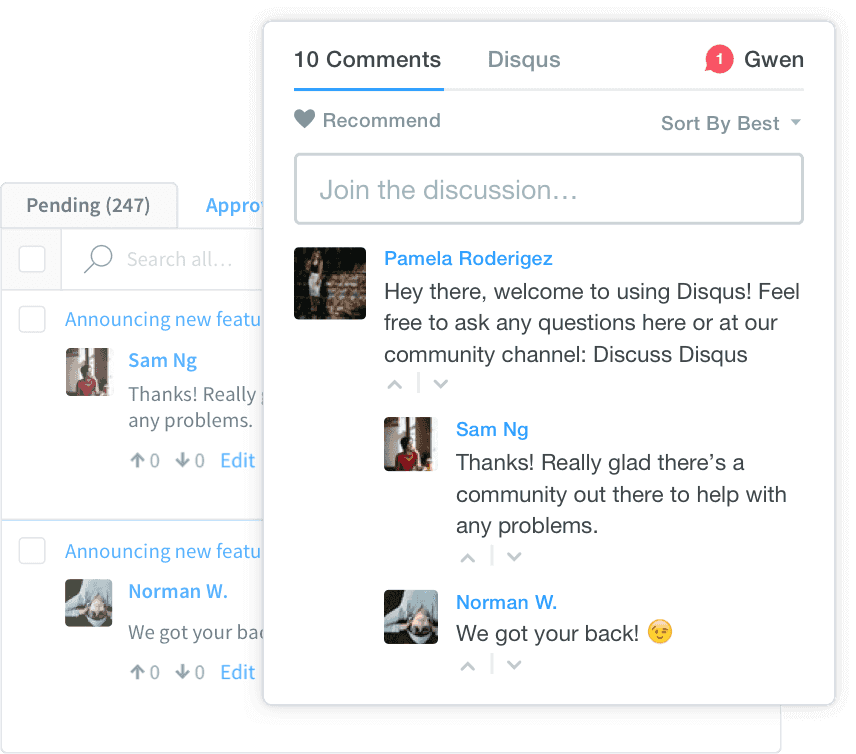 10 Comments
Disqus
1
Gwen
Recommend
Sort By Best
Join the discussion…
Pamela Roderigez
Hey there, welcome to using Disqus! Feel
free to ask any questions here or at our
community channel: Discuss Disqus
Sam Ng
Thanks! Really glad there’s a
community out there to help with
any problems.
Norman W.
We got your back! 😉
Pending (247)
Search all…
Announcing new
Sam Ng
Thanks! Really
any problems.
0
0
Edit
Announcing new
Norman W.
We got your
0
0
Edit